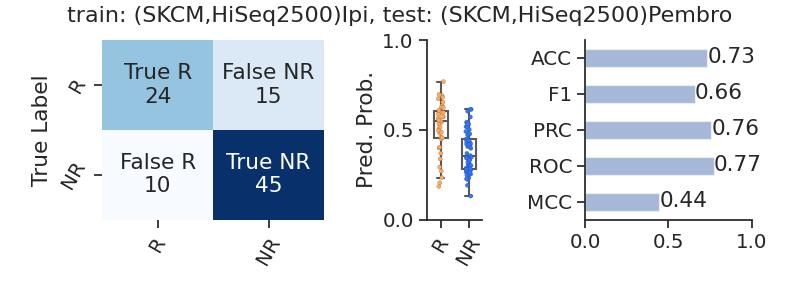 train: (SKCM,HiSeq2500)Ipi, test: (SKCM,HiSeq2500)Pembro
True Label
R
NR
True R
24
False NR
15
False R
10
True NR
45
R
NR
Pred. Prob.
1.0
0.5
0.0
R
NR
ACC
0.73
F1
0.66
PRC
0.76
ROC
0.77
MCC
0.44
0.0
0.5
1.0